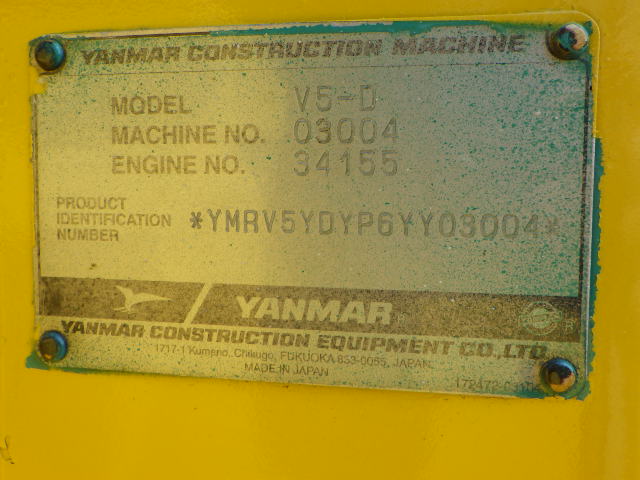 YANMAR CONSTRUCTION MACHINE
MODEL V5-D
MACHINE NO. 03004
ENGINE NO. 34155
PRODUCT
IDENTIFICATION
NUMBER
*YMRV5YDYP6YY03004*
YANMAR
YANMAR CONSTRUCTION EQUIPMENT CO., LTD.
1717-1 Kumano, Chikugo, FUKUOKA 833-0055, JAPAN.
MADE IN JAPAN